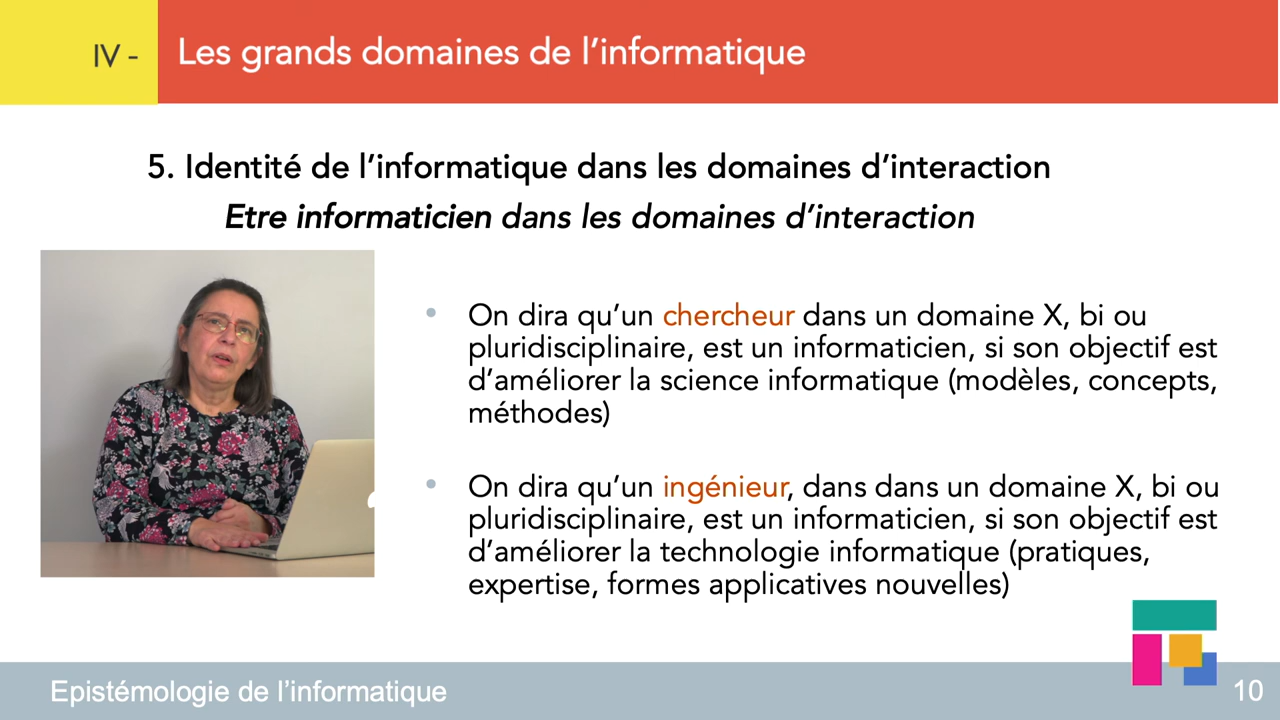 IV - Les grands domaines de l’informatique
5. Identité de l’informatique dans les domaines d’interaction
Etre informaticien dans les domaines d’interaction
• On dira qu’un chercheur dans un domaine X, bi ou
pluridisciplinaire, est un informaticien, si son objectif est
d’améliorer la science informatique (modèles, concepts,
méthodes)
• On dira qu’un ingénieur, dans dans un domaine X, bi ou
pluridisciplinaire, est un informaticien, si son objectif est
d’améliorer la technologie informatique (pratiques,
expertise, formes applicatives nouvelles)
Epistémologie de l’informatique
10